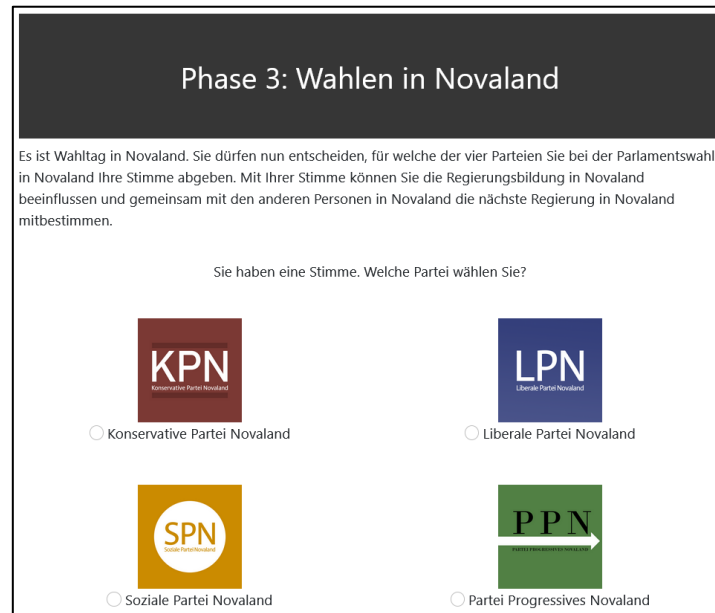 Phase 3: Wahlen in Novaland
Es ist Wahltag in Novaland. Sie dürfen nun entscheiden, für welche der vier Parteien Sie bei der Parlamentswahl
in Novaland Ihre Stimme abgeben. Mit Ihrer Stimme können Sie die Regierungsbildung in Novaland
beeinflussen und gemeinsam mit den anderen Personen in Novaland die nächste Regierung in Novaland
mitbestimmen.
Sie haben eine Stimme. Welche Partei wählen Sie?
KPN
Konservative Partei Novaland
Konservative Partei Novaland
LPN
Liberale Partei Novaland
Liberale Partei Novaland
SPN
Soziale Partei Novaland
Soziale Partei Novaland
PPN
PARTEI PROGRESSIVES NOVALAND
Partei Progressives Novaland